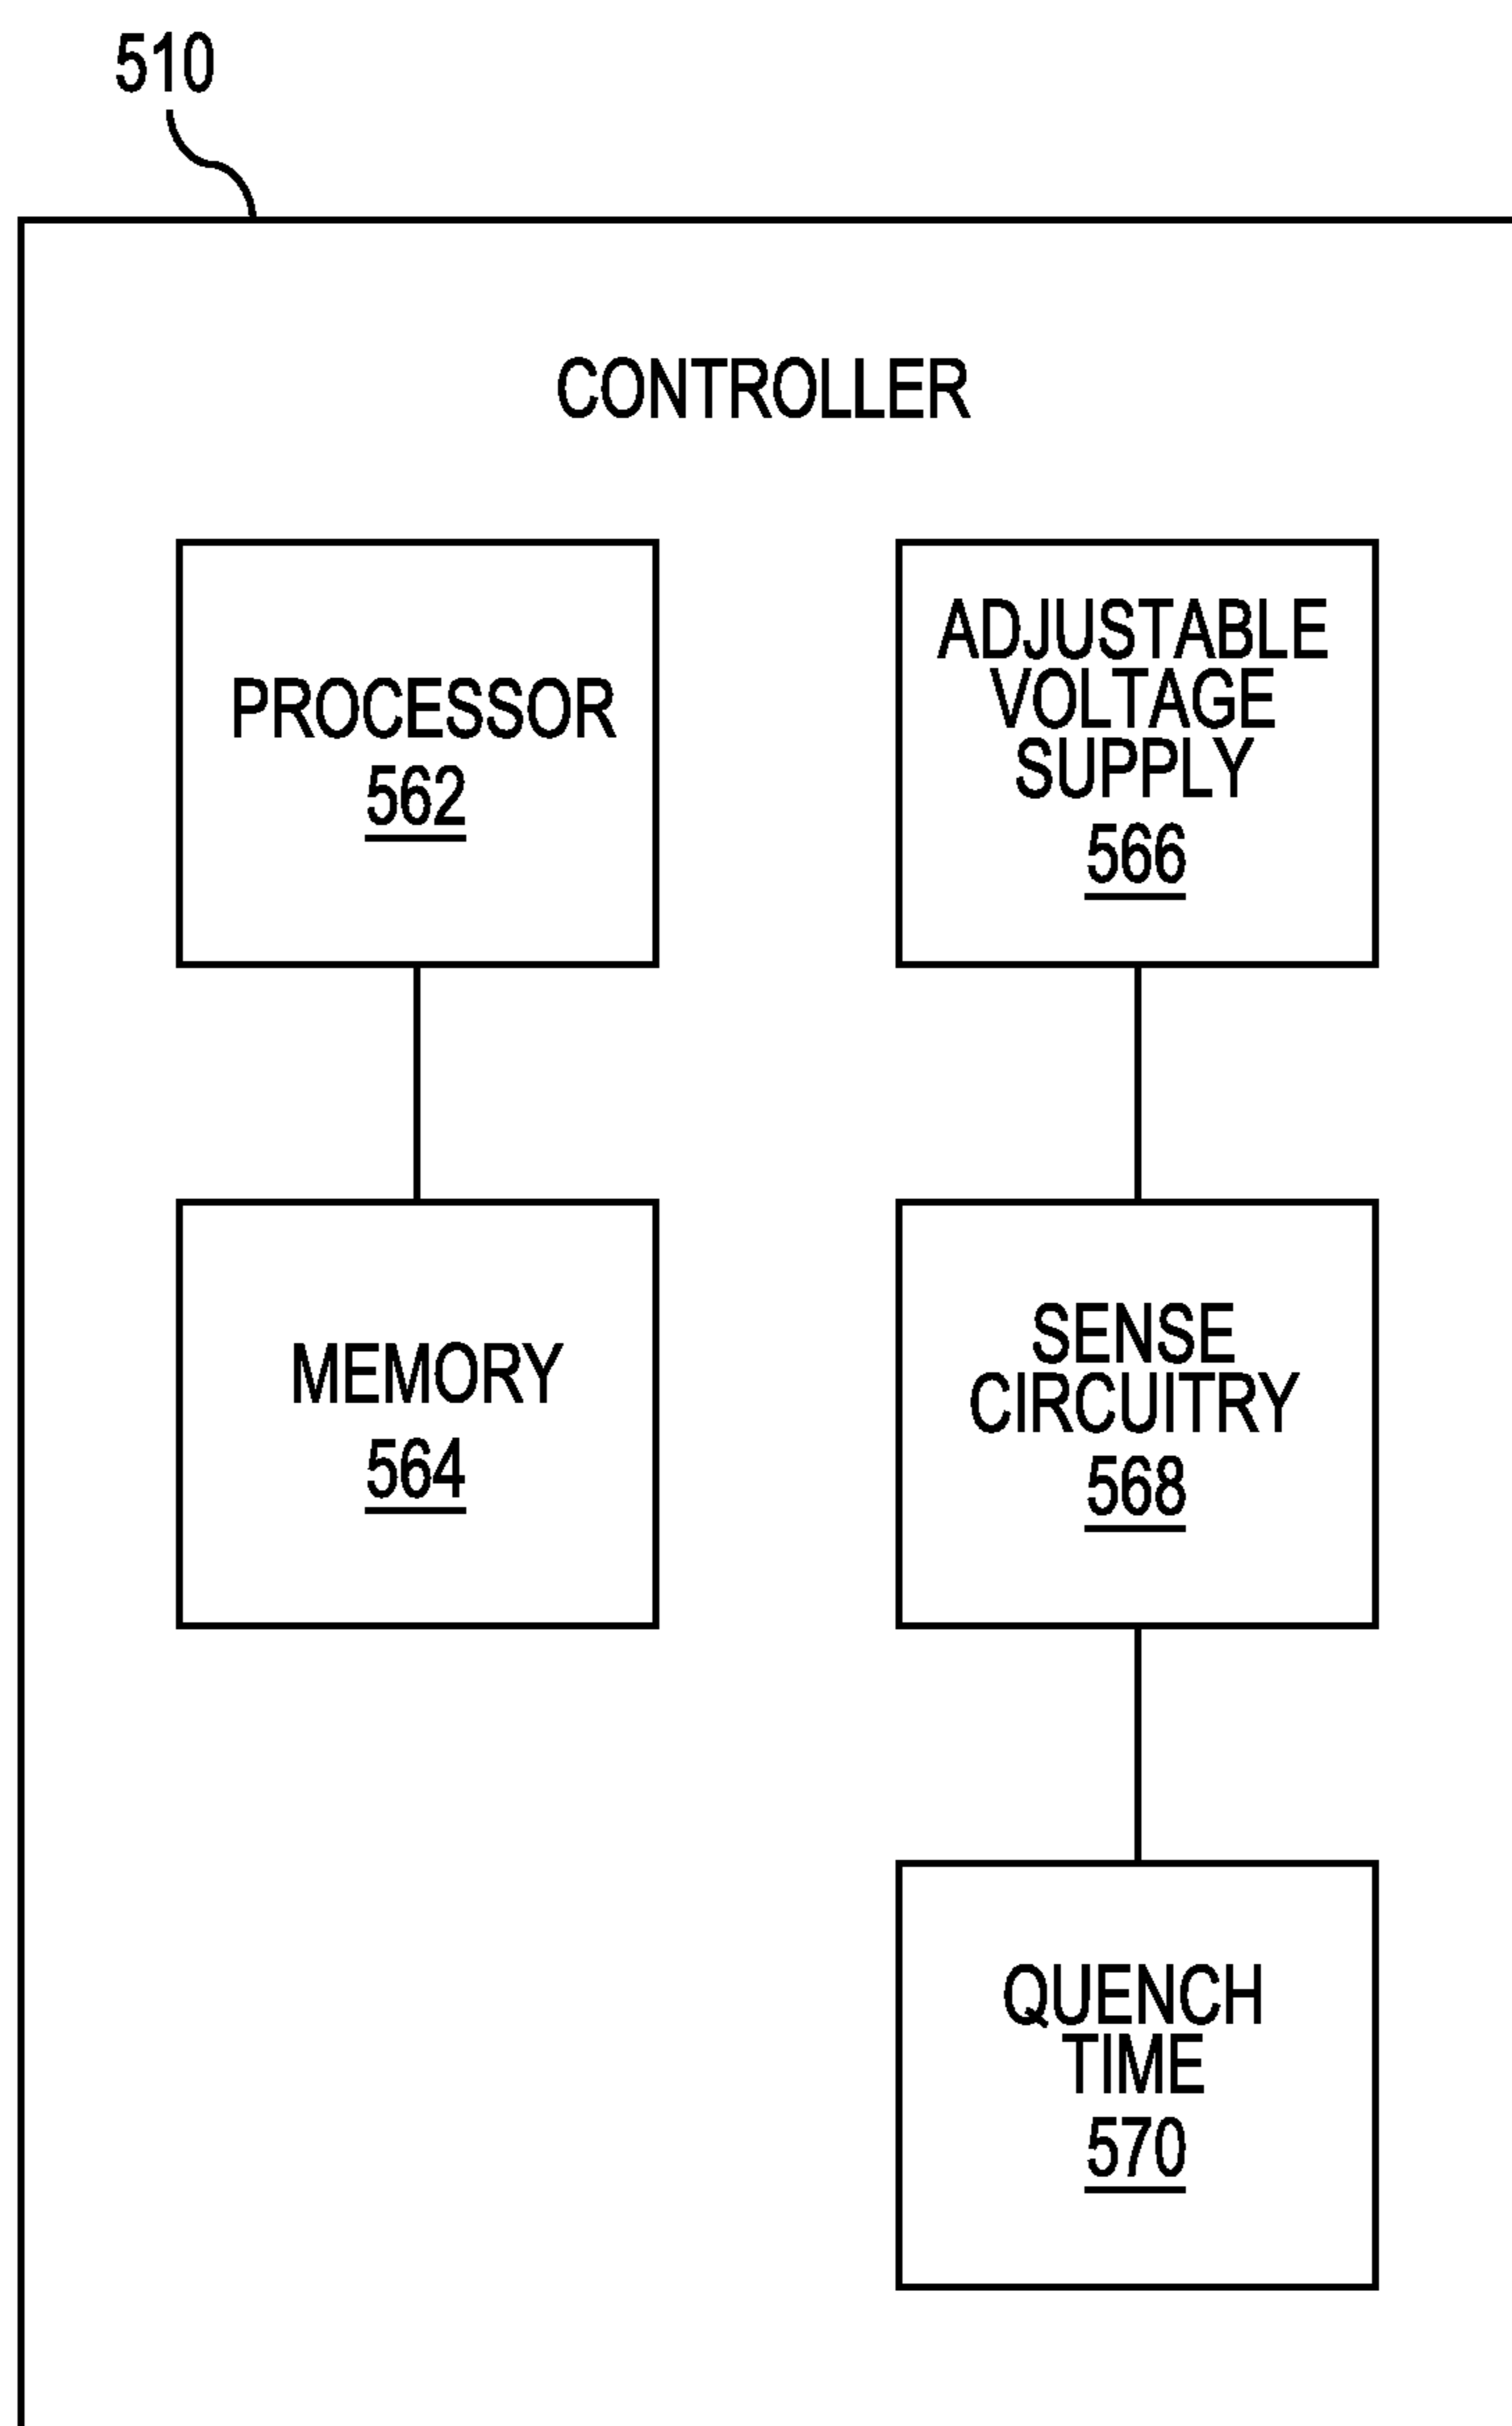 510
CONTROLLER
PROCESSOR
562
ADJUSTABLE
VOLTAGE
SUPPLY
566
MEMORY
564
SENSE
CIRCUITRY
568
QUENCH
TIME
570